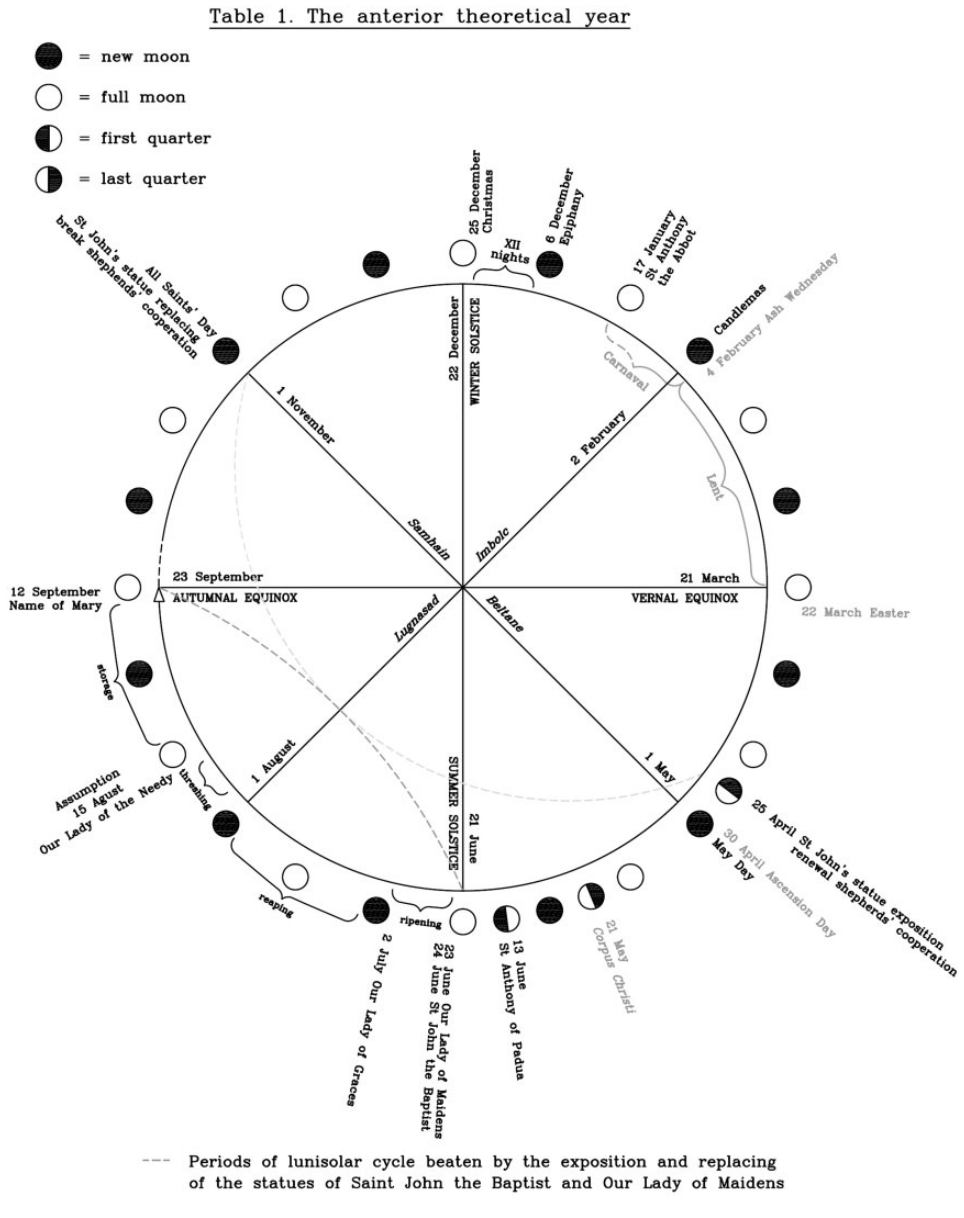 Table 1. The anterior theoretical year
= new moon
= full moon
= first quarter
= last quarter
25 December
Christmas
XII
nights
6 December
Epiphany
17 January
St Anthony
the Abbot
Candlemas
4 February Ash Wednesday
All Saints' Day
St John's statue replacing
break shephends' cooperation
22 December
WINTER SOLSTICE
Carnaval
1 November
2 February
Lent
Samhain
Imbolc
12 September
Name of Mary
23 September
AUTUMNAL EQUINOX
21 March
VERNAL EQUINOX
22 March Easter
Lugnasad
Beltane
storage
1 August
SUMMER SOLSTICE
21 June
1 May
Assumption
15 Agust
Our Lady of the Needy
threshing
reaping
ripening
25 April St John's statue exposition
renewal shepherds' cooperation
May Day
30 April Ascension Day
21 May
Corpus Christi
13 June
St Anthony of Padua
23 June Our Lady of Maidens
24 June St John the Baptist
2 July Our Lady of Graces
Periods of lunisolar cycle beaten by the exposition and replacing
of the statues of Saint John the Baptist and Our Lady of Maidens